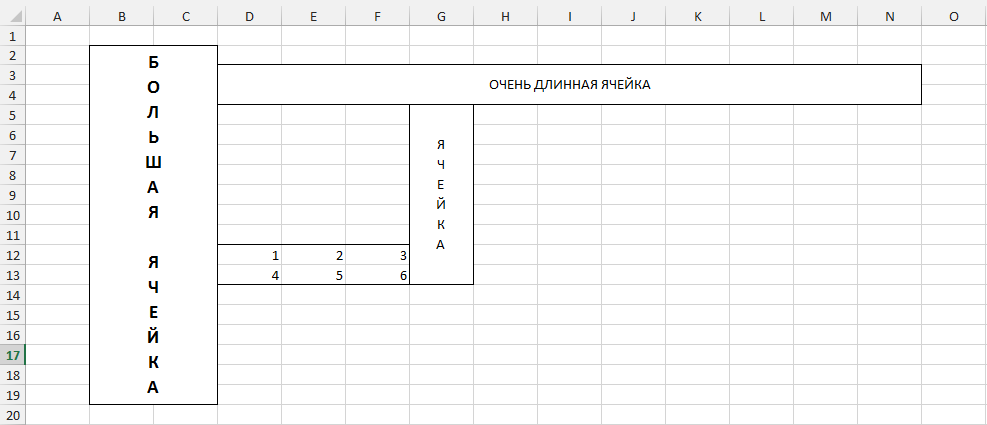 A B C D E F G H I J K L M N O
1
2
3
4
5
6
7
8
9
10
11
12
13
14
15
16
17
18
19
20
Б
О
Л
Ь
Ш
А
Я
Я
Ч
Е
Й
К
А
ОЧЕНЬ ДЛИННАЯ ЯЧЕЙКА
Я
Ч
Е
Й
К
А
1 2 3
4 5 6